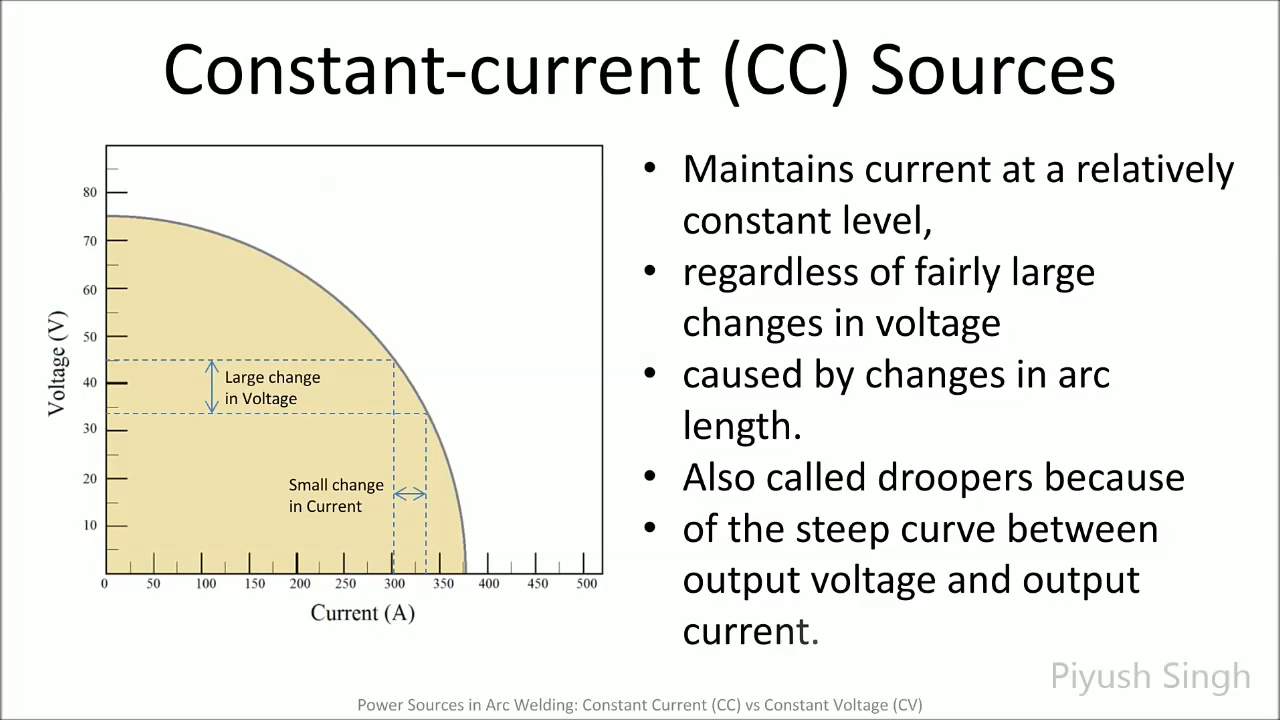 Constant-current (CC) Sources
80
70
60
50
40
30
20
10
Voltage (V)
Large change
in Voltage
Small change
in Current
0 50 100 150 200 250 300 350 400 450 500
Current (A)
• Maintains current at a relatively
constant level,
• regardless of fairly large
changes in voltage
• caused by changes in arc
length.
• Also called droopers because
• of the steep curve between
output voltage and output
current.
Piyush Singh
Power Sources in Arc Welding: Constant Current (CC) vs Constant Voltage (CV)